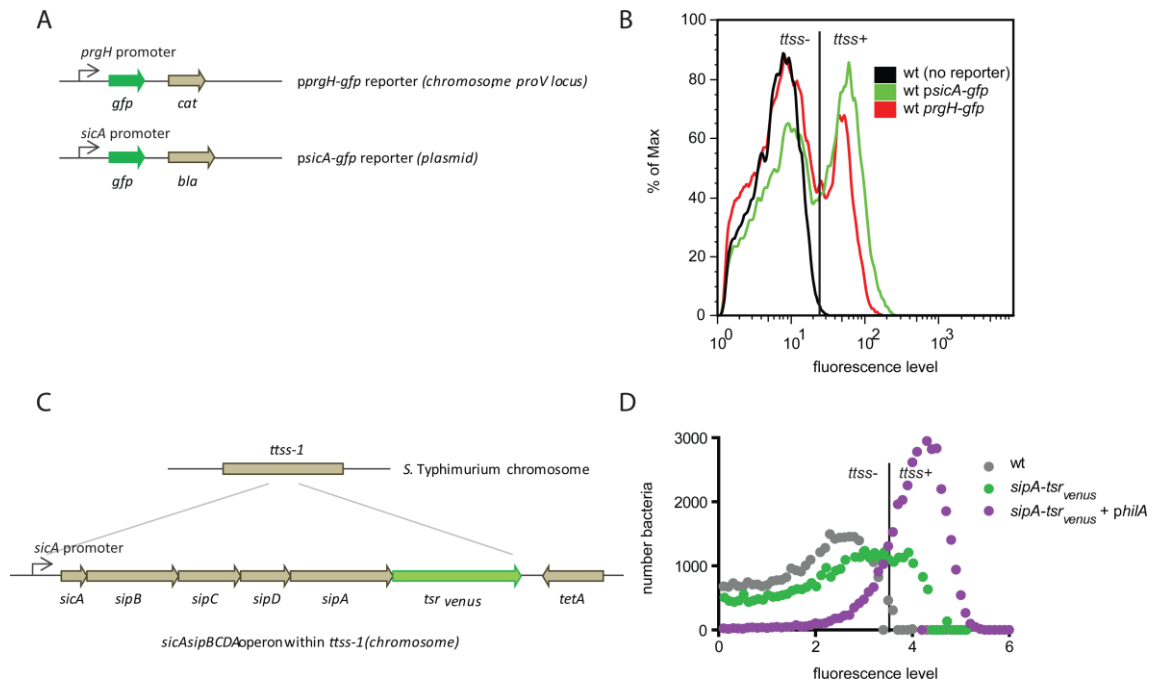 A
prgH promoter
gfp
cat
pprgH-gfp reporter (chromosome proV locus)
sicA promoter
gfp
bla
psicA-gfp reporter (plasmid)
B
ttss-
ttss+
wt (no reporter)
wt psicA-gfp
wt prgH-gfp
100
80
60
40
20
0
% of Max
10⁰
10¹
10²
10³
fluorescence level
C
ttss-1
S. Typhimurium chromosome
sicA promoter
sicA
sipB
sipC
sipD
sipA
tsr venus
tetA
sicAsipBCDAoperon within ttss-1(chromosome)
D
3000
2000
1000
0
number bacteria
ttss-
ttss+
wt
sipA-tsrvenus
sipA-tsrvenus + philA
0
2
4
6
fluorescence level